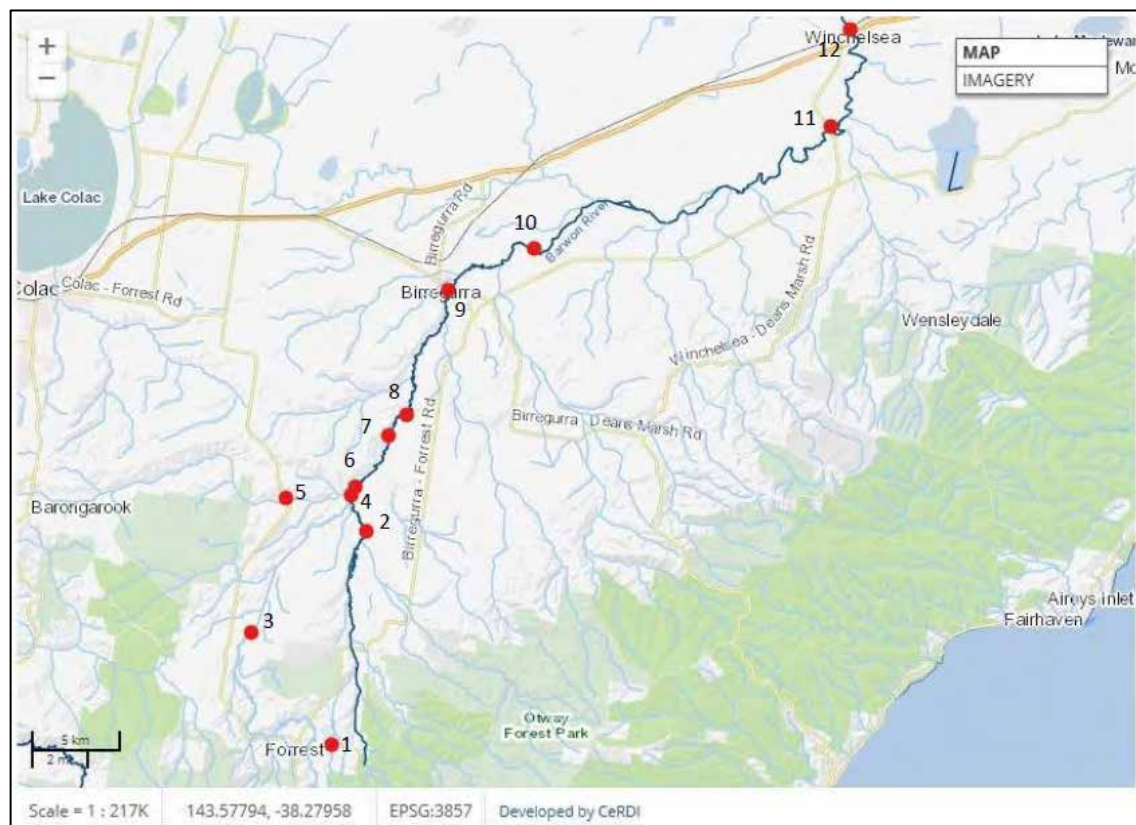 +
Winchelsea
12
MAP
−
IMAGERY
11
Lake Colac
Birregurra Rd
10
Barwon River
Colac
Colac - Forrest Rd
Birregurra
9
Winchelsea - Deans Marsh Rd
Wensleydale
8
7
Birregurra - Deans Marsh Rd
6
5
4
Barongarook
2
Birregurra - Forrest Rd
Aireys Inlet
Fairhaven
3
Otway
Forest Park
5 km
Forrest
1
2 mi
Scale = 1 : 217K
143.57794, -38.27958
EPSG:3857
Developed by CeRDI